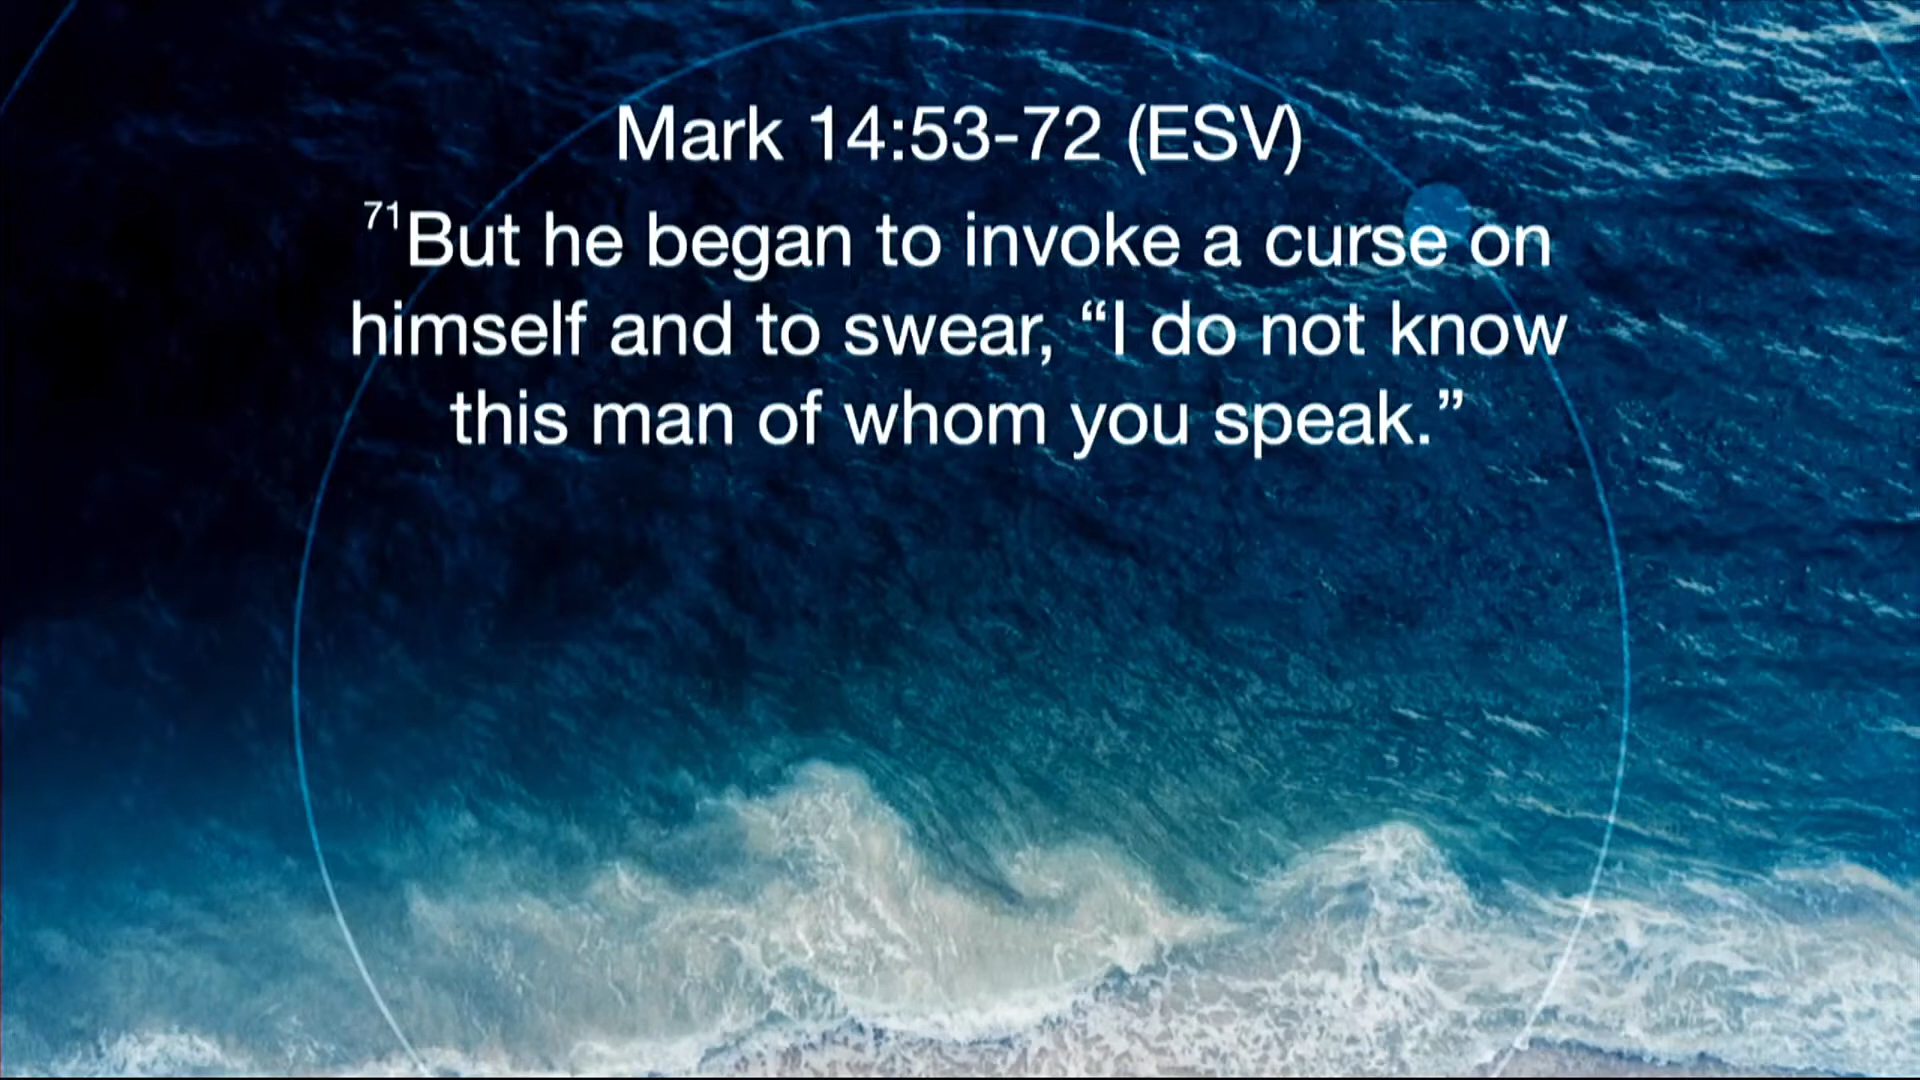 Mark 14:53-72 (ESV)
71But he began to invoke a curse on
himself and to swear, “I do not know
this man of whom you speak.”